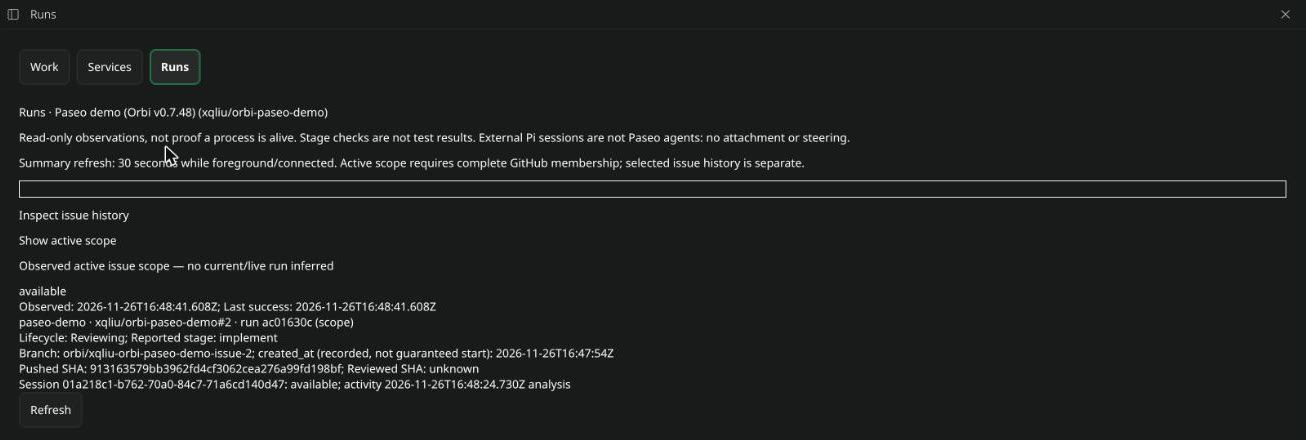 Runs
Work
Services
Runs
Runs · Paseo demo (Orbi v0.7.48) (xqliu/orbi-paseo-demo)
Read-only observations, not proof a process is alive. Stage checks are not test results. External Pi sessions are not Paseo agents: no attachment or steering.
Summary refresh: 30 seconds while foreground/connected. Active scope requires complete GitHub membership; selected issue history is separate.
Inspect issue history
Show active scope
Observed active issue scope — no current/live run inferred
available
Observed: 2026-11-26T16:48:41.608Z; Last success: 2026-11-26T16:48:41.608Z
paseo-demo · xqliu/orbi-paseo-demo#2 · run ac01630c (scope)
Lifecycle: Reviewing; Reported stage: implement
Branch: orbi/xqliu-orbi-paseo-demo-issue-2; created_at (recorded, not guaranteed start): 2026-11-26T16:47:54Z
Pushed SHA: 913163579bb3962fd4cf3062cea276a99fd198bf; Reviewed SHA: unknown
Session 01a218c1-b762-70a0-84c7-71a6cd140d47: available; activity 2026-11-26T16:48:24.730Z analysis
Refresh